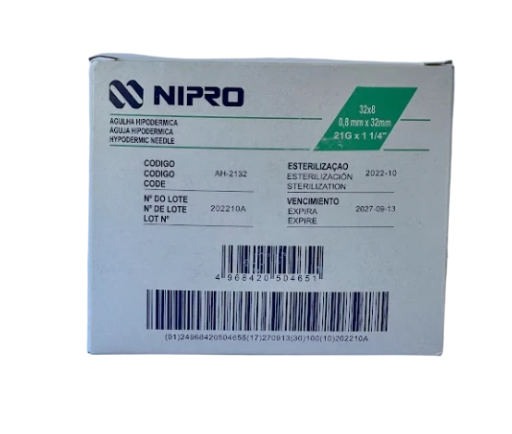 NIPRO
32x8
0,8 mm x 32mm
21G x 1 1/4"
AGULHA HIPODERMICA
AGUJA HIPODERMICA
HYPODERMIC NEEDLE
CODIGO
CODIGO
CODE
AH-2132
ESTERILIZAÇAO
ESTERILIZACIÓN
STERILIZATION
2022-10
Nº DO LOTE
Nº DE LOTE
LOT Nº
202210A
VENCIMIENTO
EXPIRA
EXPIRE
2027-09-13
4 968420 504651
(01)24968420504655(17)270913(30)100(10)202210A